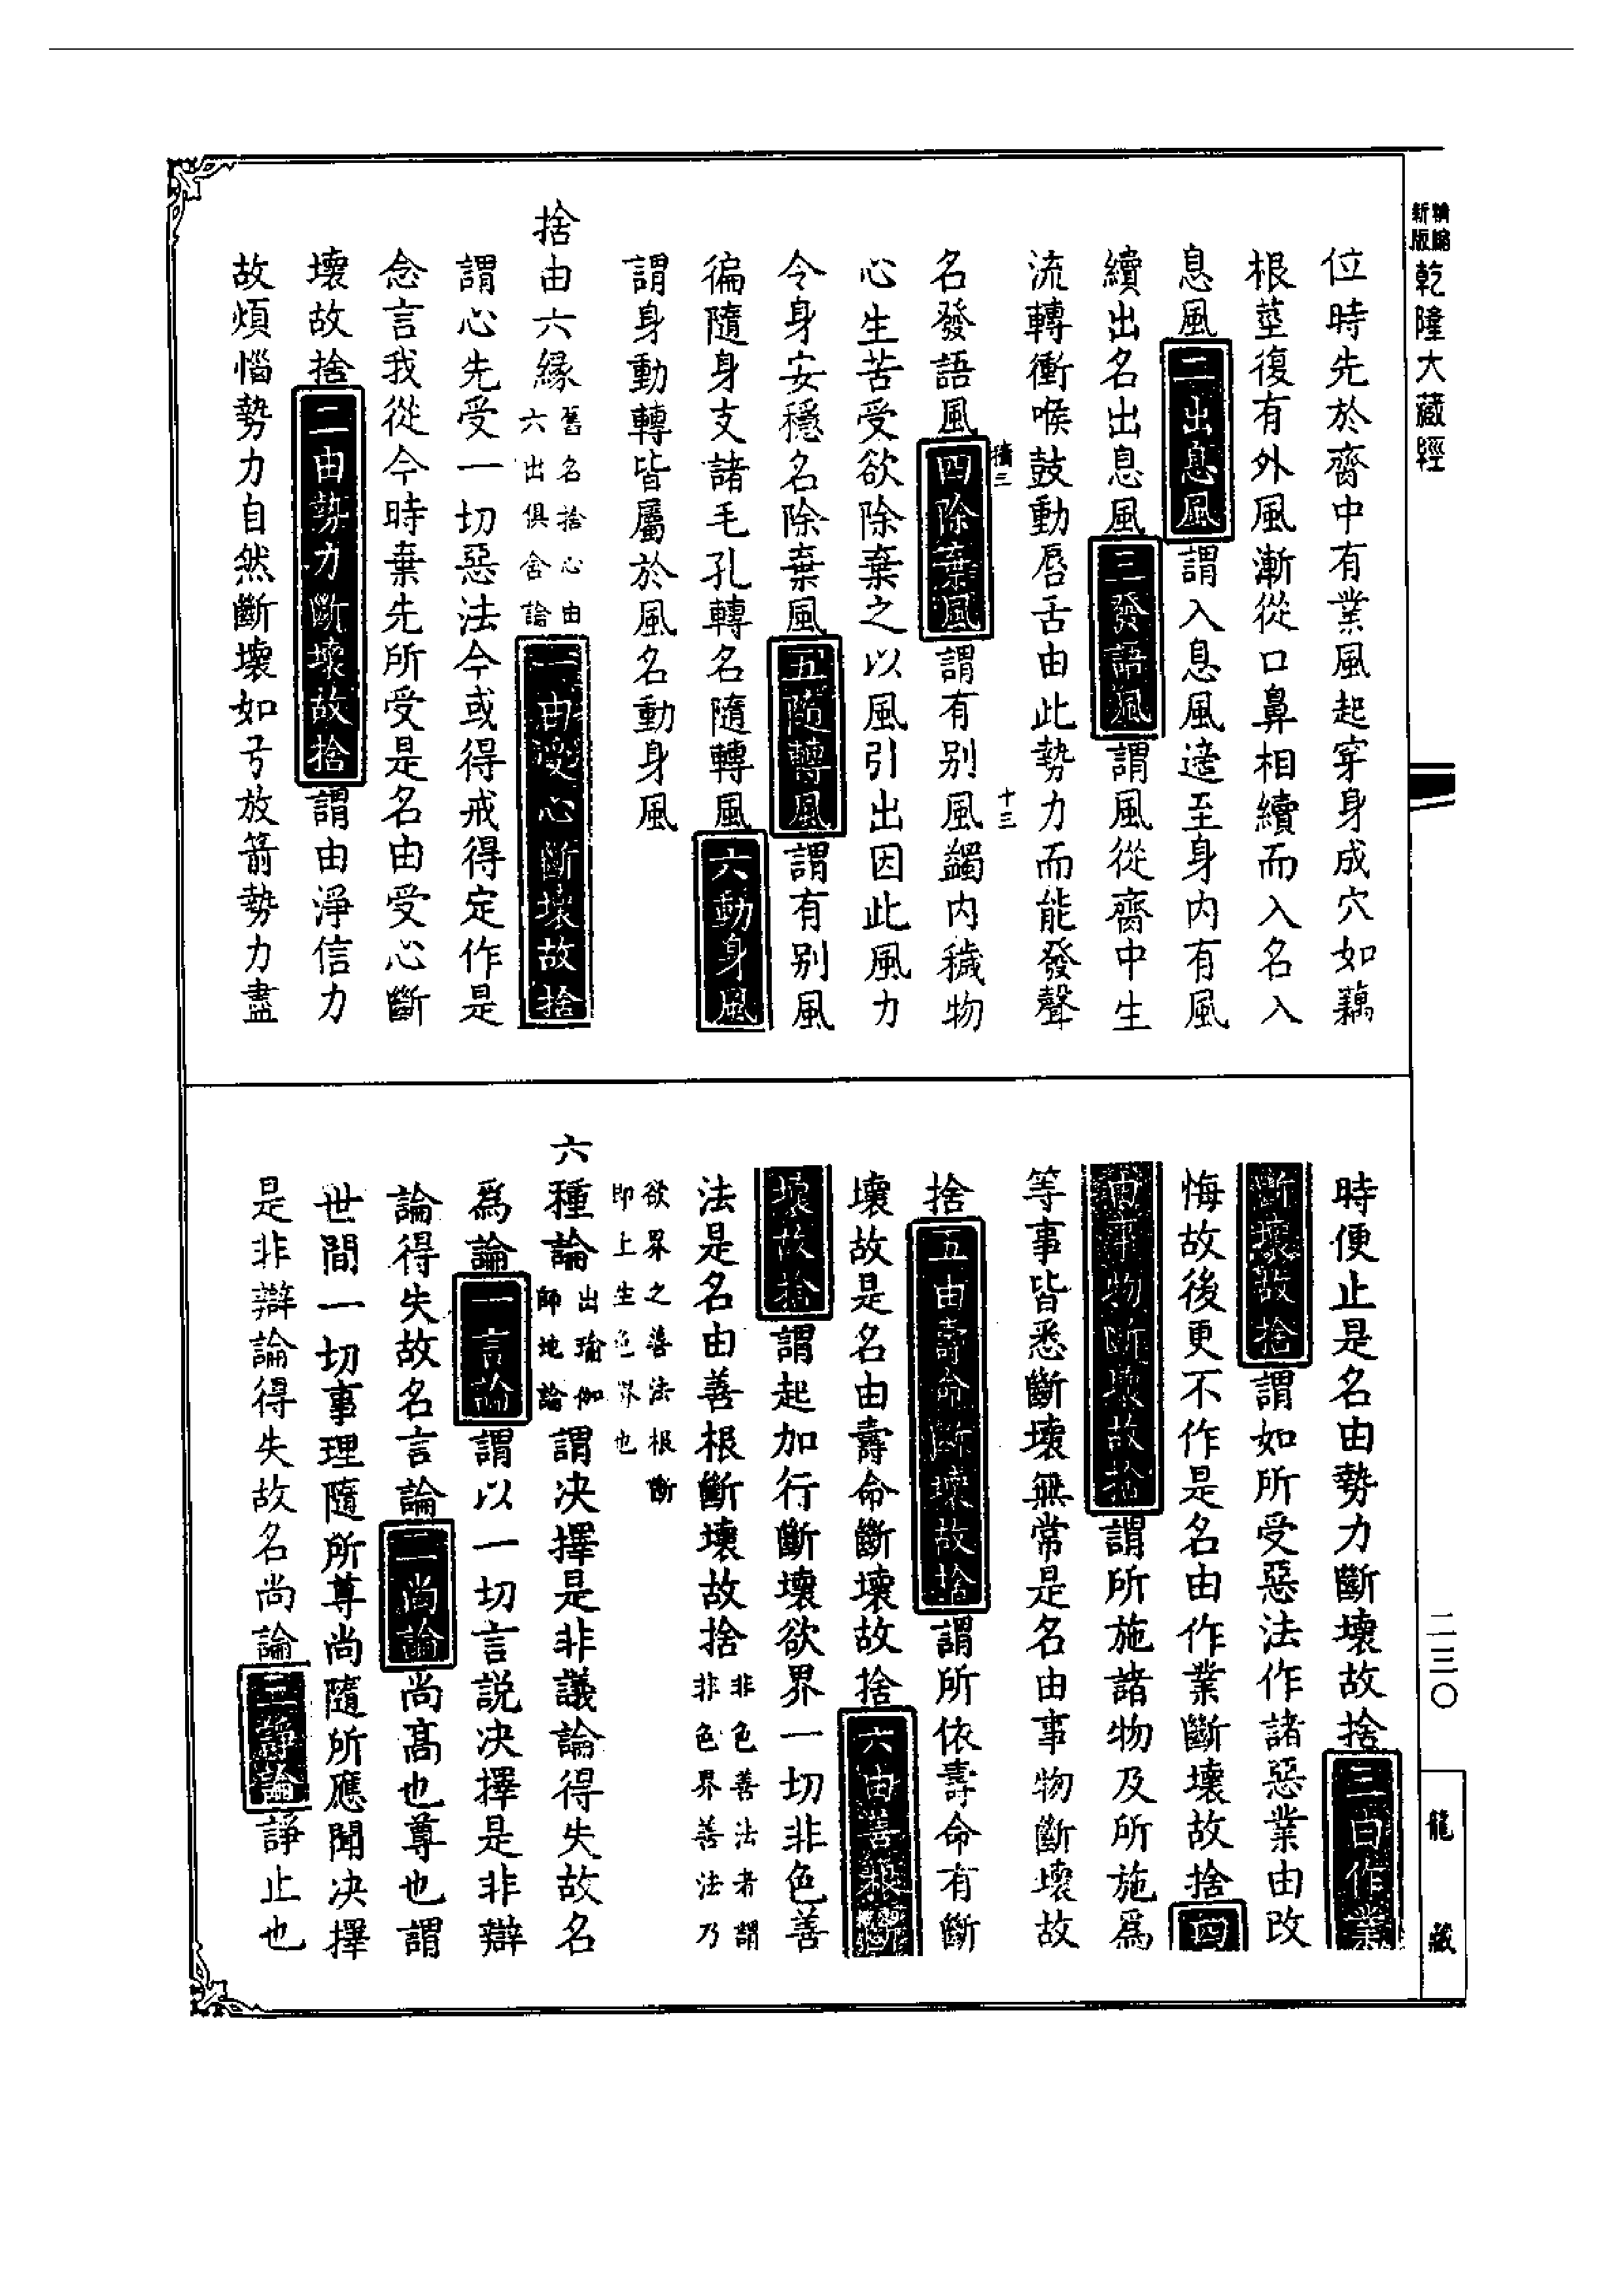 精縮新版 乾隆大藏經
位時先於齊中有業風起穿身成穴如藕
根莖復有外風漸從口鼻相續而入名入
息風二出息風謂入息風違至身內有風
續出名出息風三發語風謂風從齊中生
流轉衝喉鼓動唇舌由此勢力而能發聲
積三 十三
名發語風四除棄風謂有別風蠲內穢物
心生苦受欲除棄之以風引出因此風力
令身安穩名除棄風五隨轉風謂有別風
徧隨身支諸毛孔轉名隨轉風六動身風
謂身動轉皆屬於風名動身風
捨由六緣舊名捨心由六出俱舍論一由受心斷壞故捨
謂心先受一切惡法今或得戒得定作是
念言我從今時棄先所受是名由受心斷
壞故捨二由勢力斷壞故捨謂由淨信力
故煩惱勢力自然斷壞如弓放箭勢力盡
時便止是名由勢力斷壞故捨三由作業
斷壞故捨謂如所受惡法作諸惡業由改
悔故後更不作是名由作業斷壞故捨四
由事物斷壞故捨謂所施諸物及所施為
等事皆悉斷壞無常是名由事物斷壞故
捨五由壽命斷壞故捨謂所依壽命有斷
壞故是名由壽命斷壞故捨六由善根斷
壞故捨謂起加行斷壞欲界一切非色善
法是名由善根斷壞故捨非色善法者謂非色界善法乃
欲界之善法根斷即上生色界也
六種論出瑜伽師地論謂決擇是非議論得失故名
為論一言論謂以一切言說決擇是非辯
論得失故名言論二尚論尚高也尊也謂
世間一切事理隨所尊尚隨所應聞決擇
是非辯論得失故名尚論三諍論諍止也
二三〇
龍藏